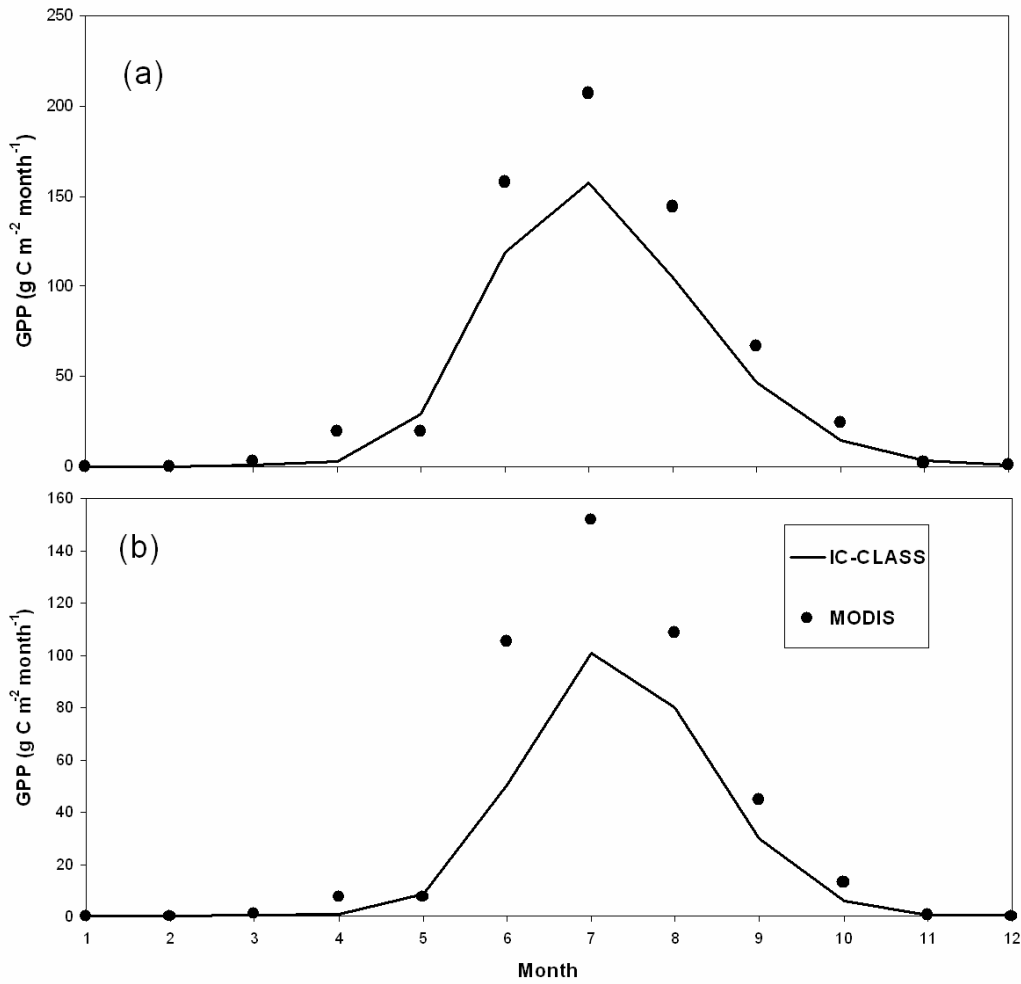 (a)
GPP (g C m⁻² month⁻¹)
250
200
150
100
50
0
(b)
GPP (g C m⁻² month⁻¹)
160
140
120
100
80
60
40
20
0
IC-CLASS
MODIS
1 2 3 4 5 6 7 8 9 10 11 12
Month